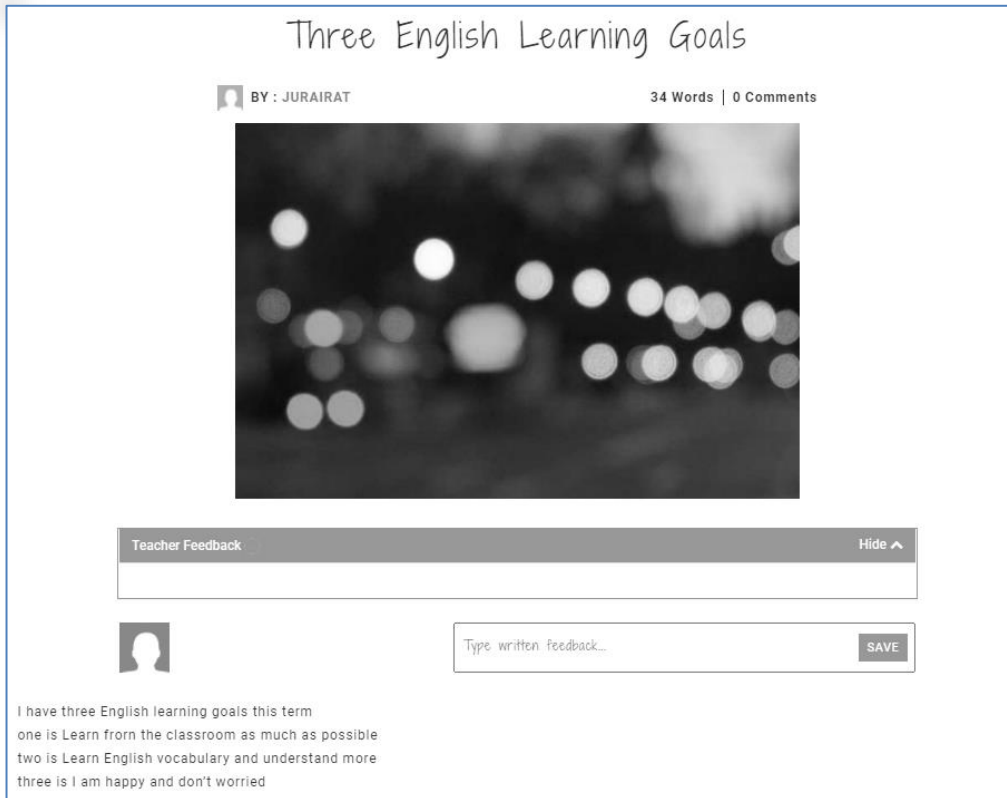 Three English Learning Goals
BY : JURAIRAT
34 Words | 0 Comments
Teacher Feedback
Hide
Type written feedback...
SAVE
I have three English learning goals this term
one is Learn frorn the classroom as much as possible
two is Learn English vocabulary and understand more
three is I am happy and don't worried